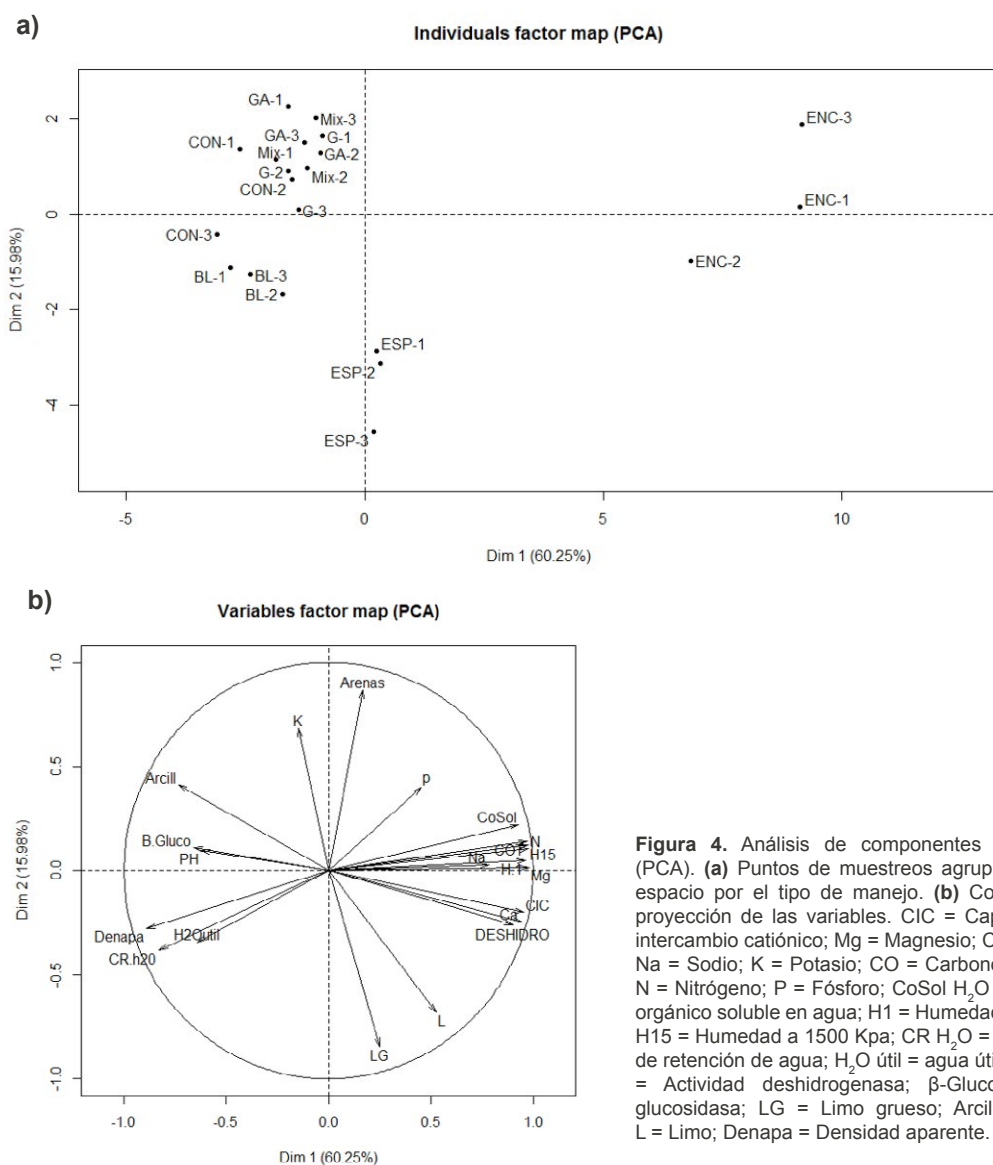 a)
Individuals factor map (PCA)
Dim 2 (15.98%)
2
0
-2
-4
GA-1
Mix-3
G-1
GA-3
CON-1
Mix-1
GA-2
G-2
Mix-2
CON-2
G-3
CON-3
BL-1
BL-3
BL-2
ESP-1
ESP-2
ESP-3
ENC-3
ENC-1
ENC-2
-5
0
5
10
Dim 1 (60.25%)
b)
Variables factor map (PCA)
Dim 2 (15.98%)
1.0
0.5
0.0
-0.5
-1.0
Arenas
K
Arcill
p
CoSol
B.Gluco
PH
N
H15
Na
H.1
Mg
CIC
Ca
DESHIDRO
Denapa
H2Outil
CR.h20
L
LG
-1.0
-0.5
0.0
0.5
1.0
Dim 1 (60.25%)
Figura 4. Análisis de componentes
(PCA). (a) Puntos de muestreos agrup
espacio por el tipo de manejo. (b) Co
proyección de las variables. CIC = Cap
intercambio catiónico; Mg = Magnesio; C
Na = Sodio; K = Potasio; CO = Carbon
N = Nitrógeno; P = Fósforo; CoSol H₂O
orgánico soluble en agua; H1 = Humedad
H15 = Humedad a 1500 Kpa; CR H₂O =
de retención de agua; H₂O útil = agua úti
= Actividad deshidrogenasa; β-Gluco
glucosidasa; LG = Limo grueso; Arcil
L = Limo; Denapa = Densidad aparente.